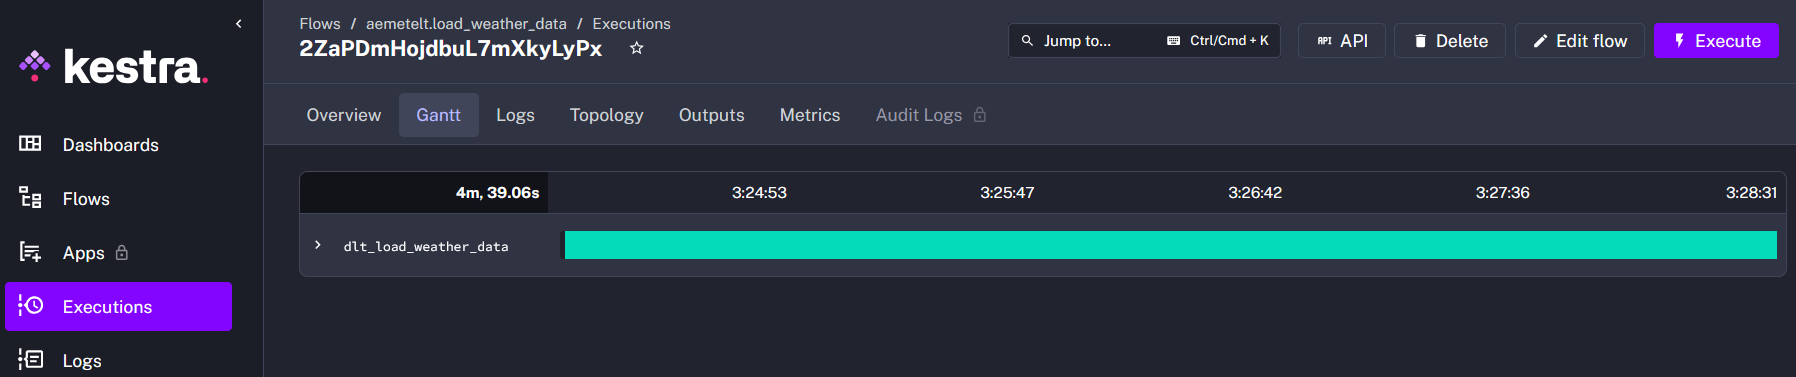 Flows / aemetelt.load_weather_data / Executions
2ZaPDmHojdbuL7mXkyLyPx
Jump to... Ctrl/Cmd + K
API API
Delete
Edit flow
Execute
kestra.
Overview Gantt Logs Topology Outputs Metrics Audit Logs
Dashboards
Flows
Apps
Executions
Logs
4m, 39.06s 3:24:53 3:25:47 3:26:42 3:27:36 3:28:31
dlt_load_weather_data